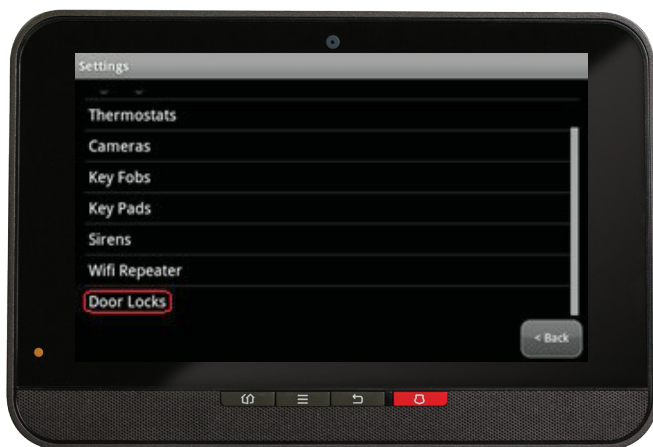 Settings
Thermostats
Cameras
Key Fobs
Key Pads
Sirens
Wifi Repeater
Door Locks
< Back